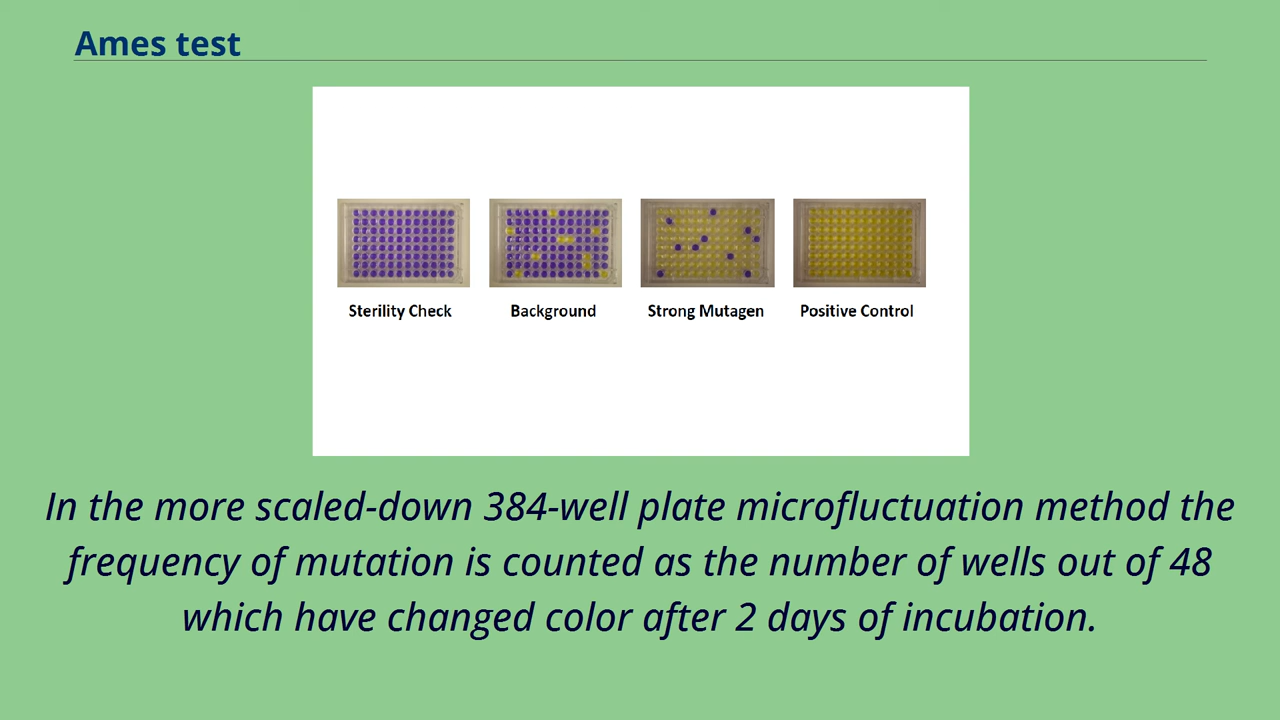 Ames test
Sterility Check
Background
Strong Mutagen
Positive Control
In the more scaled-down 384-well plate microfluctuation method the
frequency of mutation is counted as the number of wells out of 48
which have changed color after 2 days of incubation.